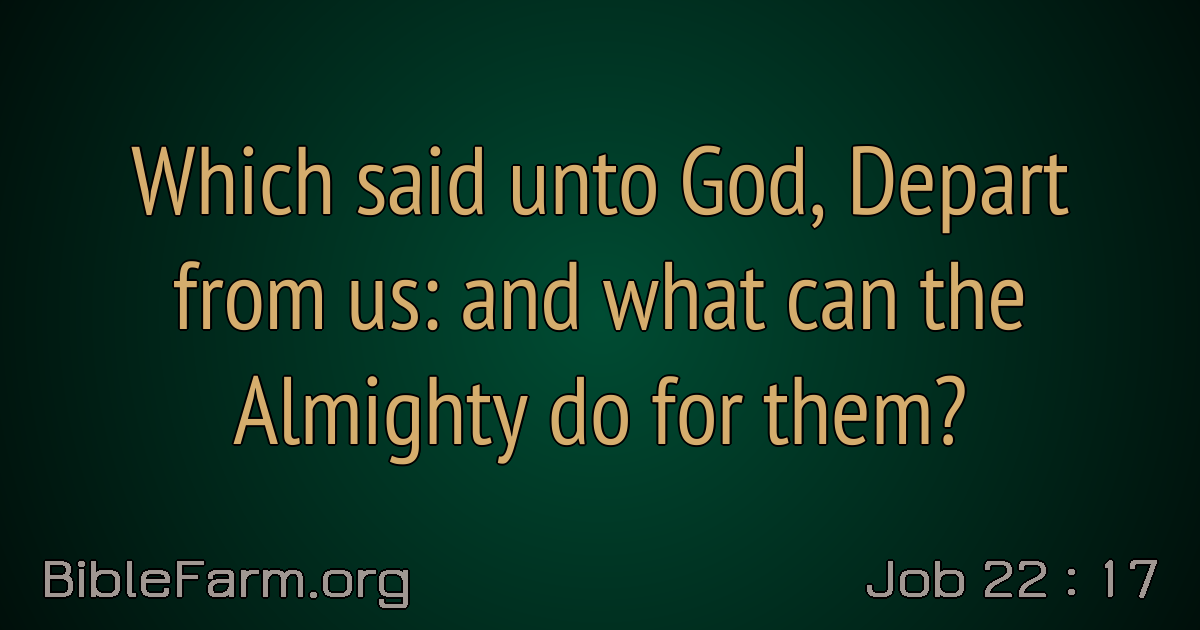 Which said unto God, Depart
from us: and what can the
Almighty do for them?
BibleFarm.org
Job 22 : 17